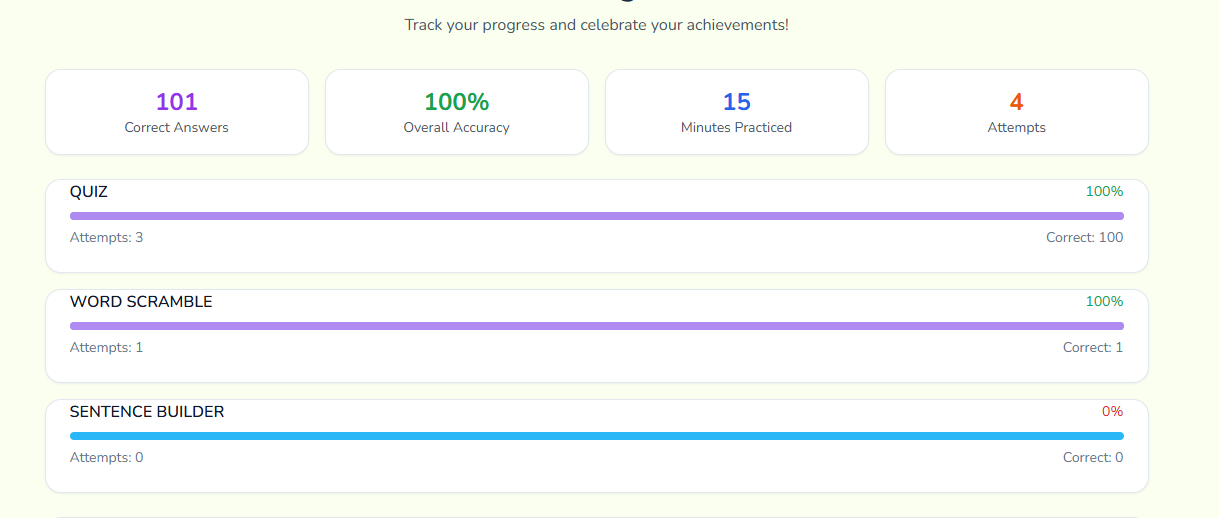 Track your progress and celebrate your achievements!
101 100% 15 4
Correct Answers Overall Accuracy Minutes Practiced Attempts
QUIZ 100%
Attempts: 3 Correct: 100
WORD SCRAMBLE 100%
Attempts: 1 Correct: 1
SENTENCE BUILDER 0%
Attempts: 0 Correct: 0